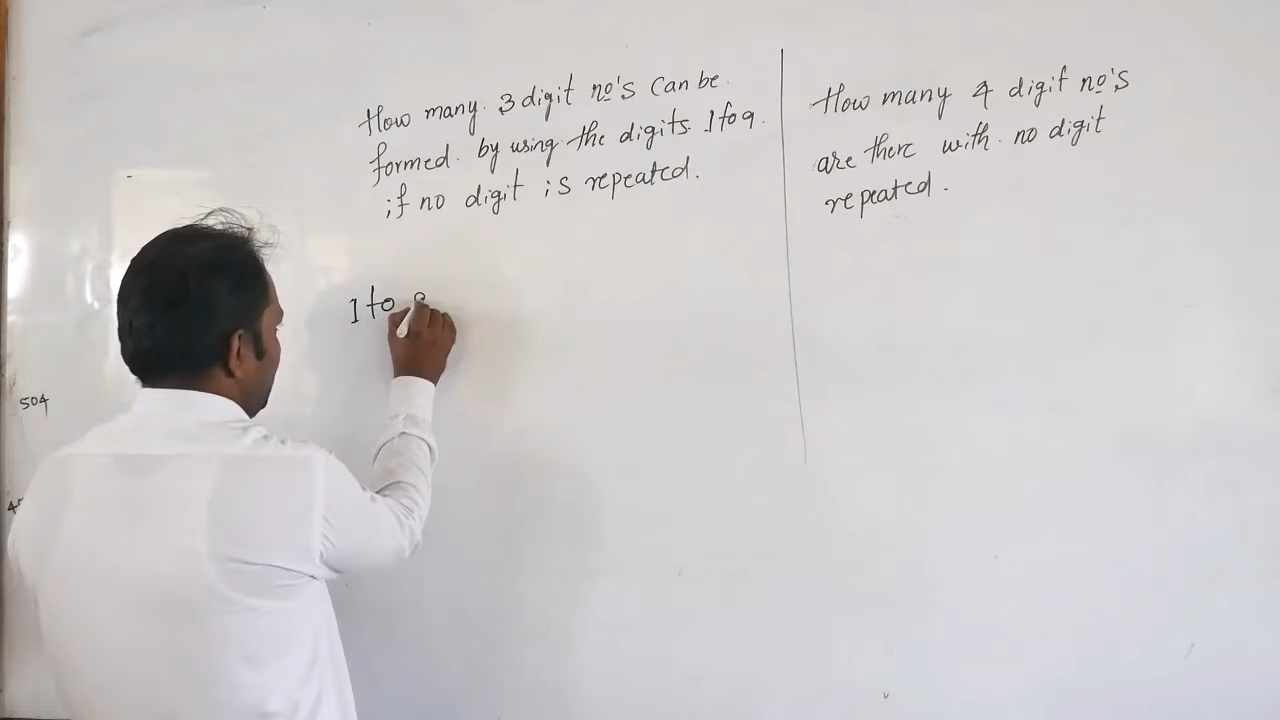 How many 3 digit no's can be
formed by using the digits 1 to 9
if no digit is repeated.
1 to
How many 4 digit no's
are there with no digit
repeated.
504